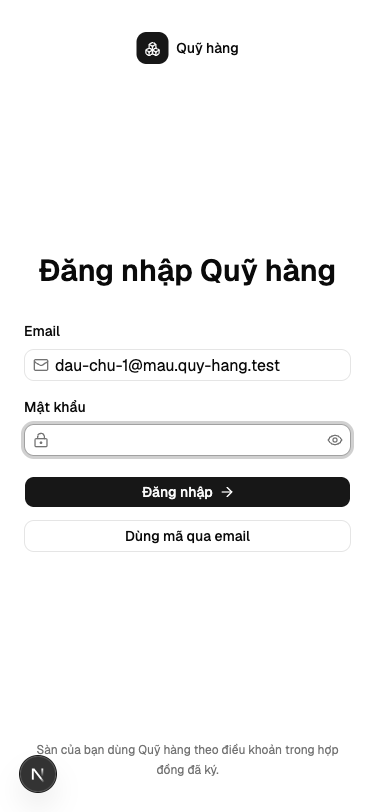 Quỹ hàng
Đăng nhập Quỹ hàng
Email
dau-chu-1@mau.quy-hang.test
Mật khẩu
Đăng nhập
Dùng mã qua email
Sàn của bạn dùng Quỹ hàng theo điều khoản trong hợp
đồng đã ký.
N